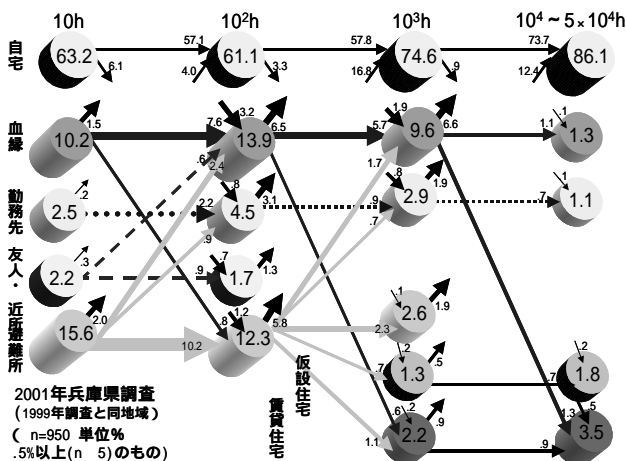 10h 10²h 10³h 10⁴～5×10⁴h
自宅 63.2 6.1 57.1 4.0 61.1 3.3 57.8 16.8 74.6 .9 73.7 12.4 86.1
血縁 10.2 1.5 7.6 3.2 13.9 6.5 5.7 1.9 9.6 6.6 1.1 .1 1.3
.6 2.4 1.7
勤務先 2.5 .2 2.2 .8 4.5 3.1 .9 .8 2.9 1.9 .7 .1 1.1
.9 .7
友人・近所 2.2 .3 .9 .7 1.7 1.3
避難所 15.6 2.0 10.2 .8 1.2 12.3 5.8
2.3 .1 2.6 1.9
仮設住宅 .7 .2 1.3 .5 .7 .2 1.8
賃貸住宅 1.1 .6 .2 2.2 .9 .9 1.3 .5 3.5
2001年兵庫県調査
(1999年調査と同地域)
( n=950 単位%
.5%以上(n 5)のもの)